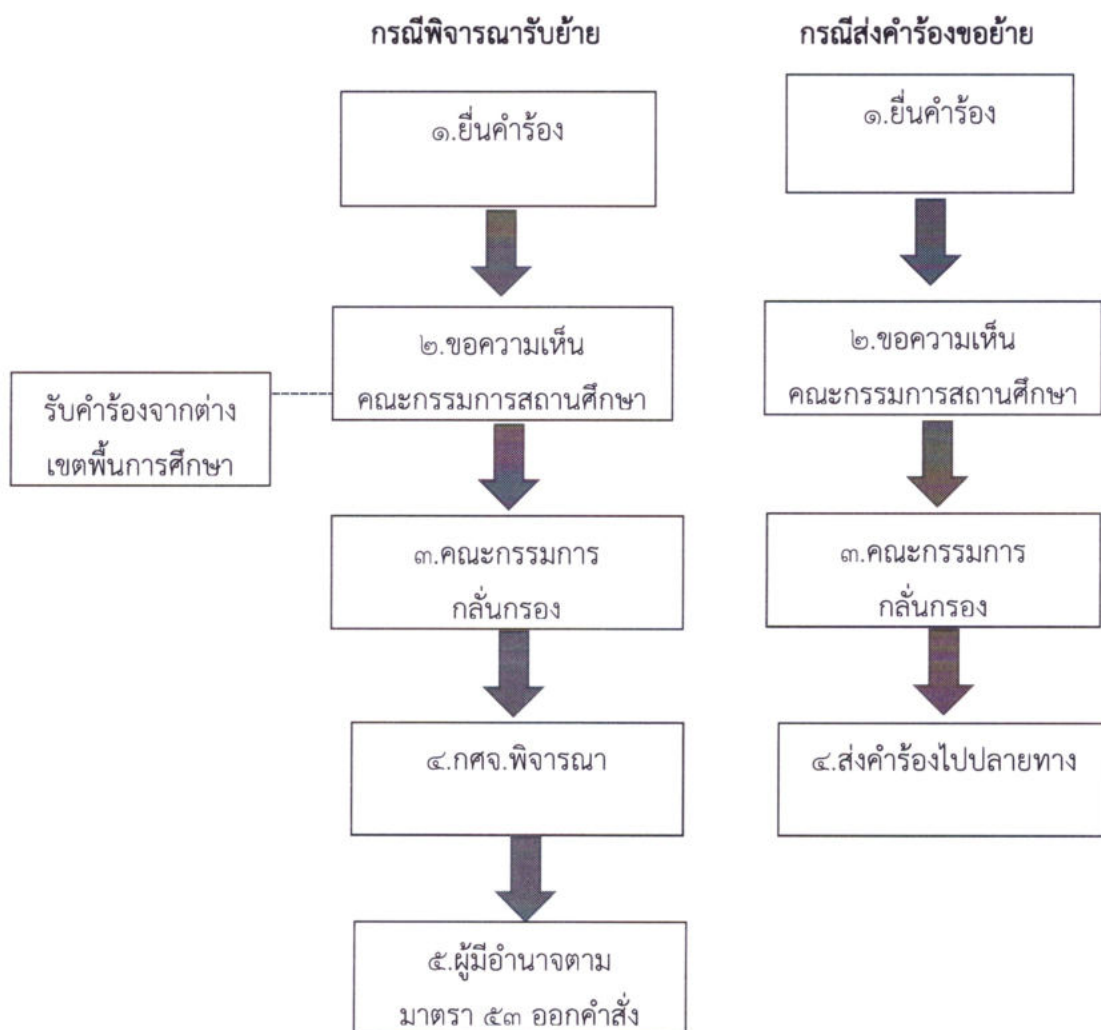 กรณีพิจารณารับย้าย
๑.ยื่นคำร้อง
๒.ขอความเห็น
คณะกรรมการสถานศึกษา
รับคำร้องจากต่าง
เขตพื้นการศึกษา
๓.คณะกรรมการ
กลั่นกรอง
๔.กศจ.พิจารณา
๕.ผู้มีอำนาจตาม
มาตรา ๕๓ ออกคำสั่ง
กรณีส่งคำร้องขอย้าย
๑.ยื่นคำร้อง
๒.ขอความเห็น
คณะกรรมการสถานศึกษา
๓.คณะกรรมการ
กลั่นกรอง
๔.ส่งคำร้องไปปลายทาง